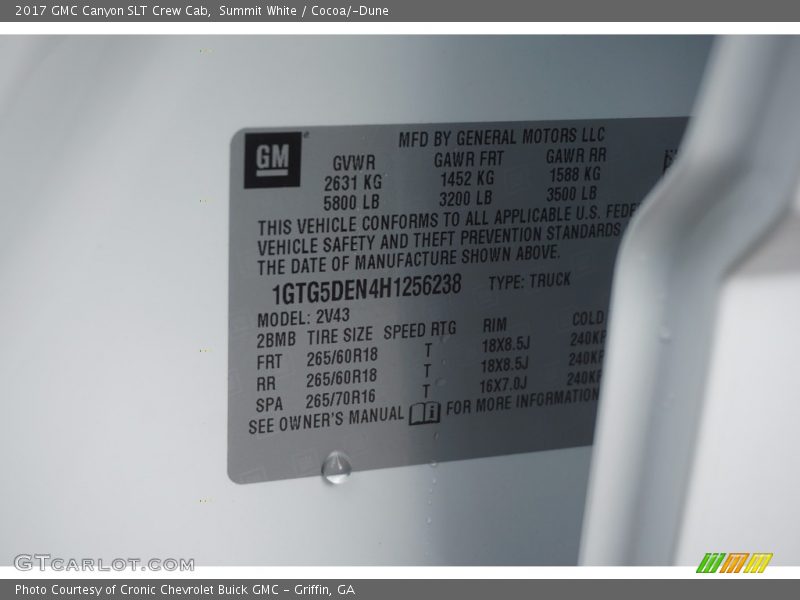 2017 GMC Canyon SLT Crew Cab, Summit White / Cocoa/-Dune
GM
MFD BY GENERAL MOTORS LLC
GVWR GAWR FRT GAWR RR
2631 KG 1452 KG 1588 KG
5800 LB 3200 LB 3500 LB
THIS VEHICLE CONFORMS TO ALL APPLICABLE U.S.
VEHICLE SAFETY AND THEFT PREVENTION STANDARDS
THE DATE OF MANUFACTURE SHOWN ABOVE.
1GTG5DEN4H1256238 TYPE: TRUCK
MODEL: 2V43
2BMB TIRE SIZE SPEED RTG RIM COLD
FRT 265/60R18 T 18X8.5J
RR 265/60R18 T 18X8.5J
SPA 265/70R16 T 16X7.0J
SEE OWNER'S MANUAL FOR MORE INFORMATION
GTCARLOT.COM
Photo Courtesy of Cronic Chevrolet Buick GMC - Griffin, GA